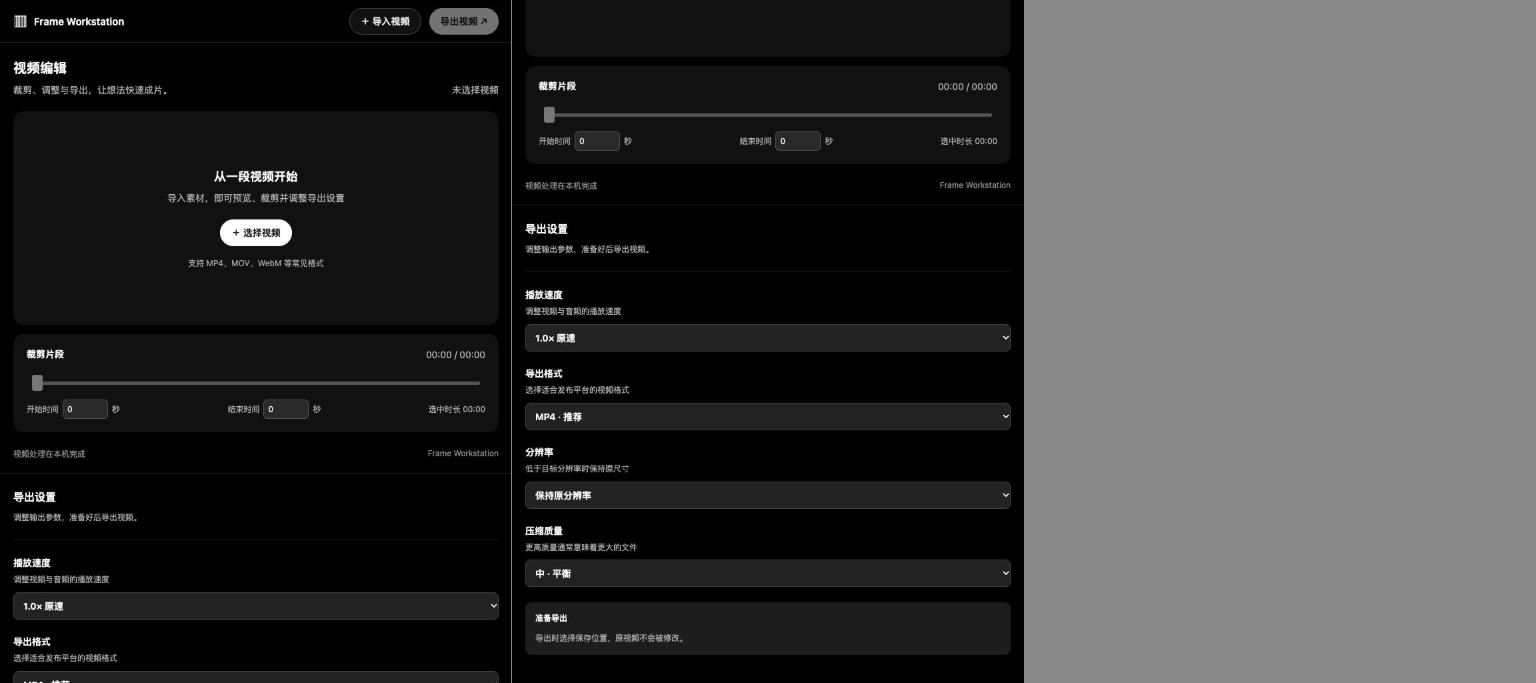 Frame Workstation
+ 导入视频
导出视频 ↗
视频编辑
裁剪、调整与导出，让想法快速成片。
未选择视频
从一段视频开始
导入素材，即可预览、裁剪并调整导出设置
+ 选择视频
支持 MP4、MOV、WebM 等常见格式
裁剪片段
00:00 / 00:00
开始时间 0 秒
结束时间 0 秒
选中时长 00:00
视频处理在本机完成
Frame Workstation
导出设置
调整输出参数，准备好后导出视频。
播放速度
调整视频与音频的播放速度
1.0× 原速
导出格式
选择适合发布平台的视频格式
MP4 · 推荐
裁剪片段
00:00 / 00:00
开始时间 0 秒
结束时间 0 秒
选中时长 00:00
视频处理在本机完成
Frame Workstation
导出设置
调整输出参数，准备好后导出视频。
播放速度
调整视频与音频的播放速度
1.0× 原速
导出格式
选择适合发布平台的视频格式
MP4 · 推荐
分辨率
低于目标分辨率时保持原尺寸
保持原分辨率
压缩质量
更高质量通常意味着更大的文件
中 · 平衡
准备导出
导出时选择保存位置，原视频不会被修改。